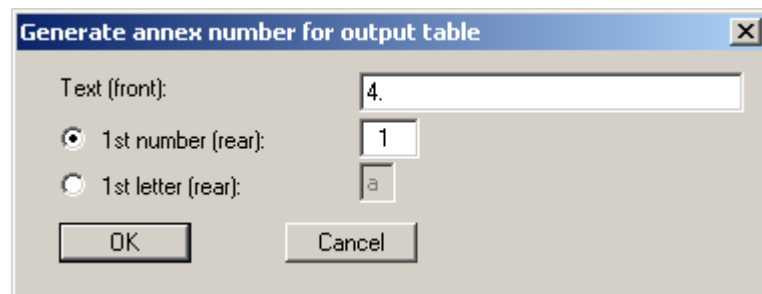 Generate annex number for output table
Text (front): 4.
1st number (rear): 1
1st letter (rear): a
OK Cancel